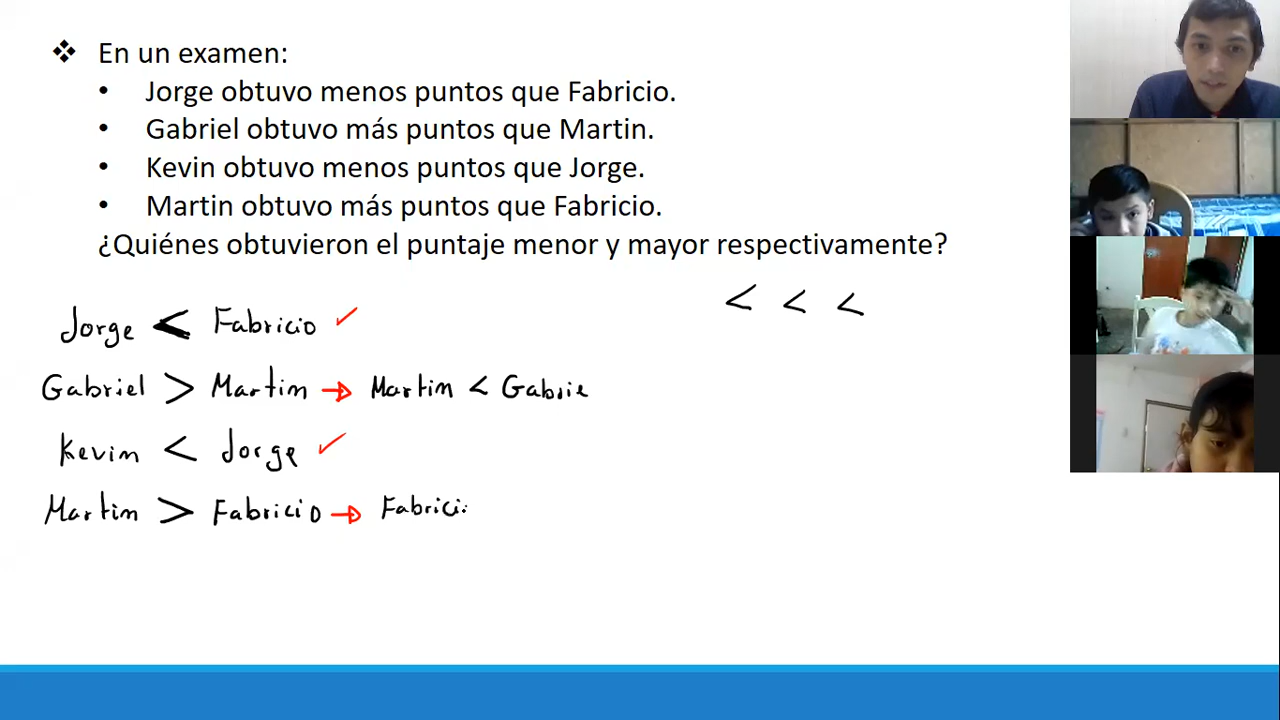 ❖ En un examen:
• Jorge obtuvo menos puntos que Fabricio.
• Gabriel obtuvo más puntos que Martin.
• Kevin obtuvo menos puntos que Jorge.
• Martin obtuvo más puntos que Fabricio.
¿Quiénes obtuvieron el puntaje menor y mayor respectivamente?
< < <
Jorge < Fabricio ✓
Gabriel > Martin → Martin < Gabrie
Kevin < Jorge ✓
Martin > Fabricio → Fabrici